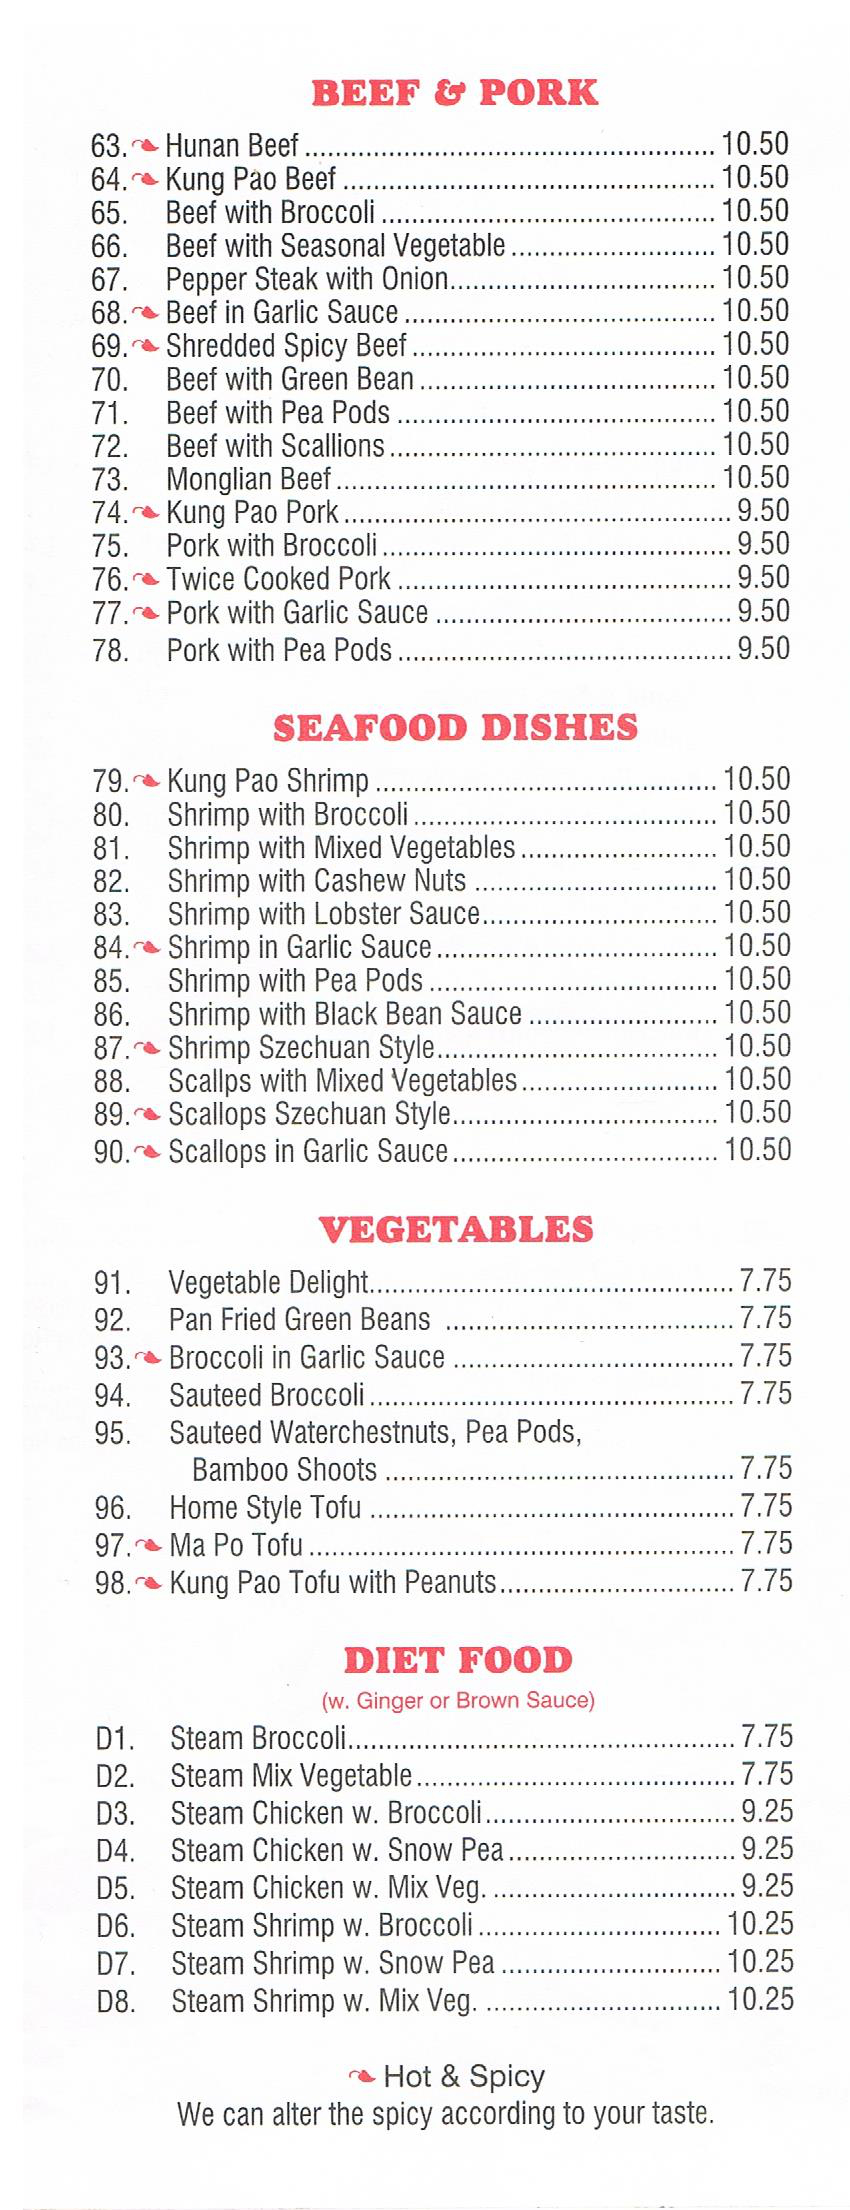 BEEF & PORK
63. Hunan Beef 10.50
64. Kung Pao Beef 10.50
65. Beef with Broccoli 10.50
66. Beef with Seasonal Vegetable 10.50
67. Pepper Steak with Onion 10.50
68. Beef in Garlic Sauce 10.50
69. Shredded Spicy Beef 10.50
70. Beef with Green Bean 10.50
71. Beef with Pea Pods 10.50
72. Beef with Scallions 10.50
73. Monglian Beef 10.50
74. Kung Pao Pork 9.50
75. Pork with Broccoli 9.50
76. Twice Cooked Pork 9.50
77. Pork with Garlic Sauce 9.50
78. Pork with Pea Pods 9.50
SEAFOOD DISHES
79. Kung Pao Shrimp 10.50
80. Shrimp with Broccoli 10.50
81. Shrimp with Mixed Vegetables 10.50
82. Shrimp with Cashew Nuts 10.50
83. Shrimp with Lobster Sauce 10.50
84. Shrimp in Garlic Sauce 10.50
85. Shrimp with Pea Pods 10.50
86. Shrimp with Black Bean Sauce 10.50
87. Shrimp Szechuan Style 10.50
88. Scallps with Mixed Vegetables 10.50
89. Scallops Szechuan Style 10.50
90. Scallops in Garlic Sauce 10.50
VEGETABLES
91. Vegetable Delight 7.75
92. Pan Fried Green Beans 7.75
93. Broccoli in Garlic Sauce 7.75
94. Sauteed Broccoli 7.75
95. Sauteed Waterchestnuts, Pea Pods,
Bamboo Shoots 7.75
96. Home Style Tofu 7.75
97. Ma Po Tofu 7.75
98. Kung Pao Tofu with Peanuts 7.75
DIET FOOD
(w. Ginger or Brown Sauce)
D1. Steam Broccoli 7.75
D2. Steam Mix Vegetable 7.75
D3. Steam Chicken w. Broccoli 9.25
D4. Steam Chicken w. Snow Pea 9.25
D5. Steam Chicken w. Mix Veg. 9.25
D6. Steam Shrimp w. Broccoli 10.25
D7. Steam Shrimp w. Snow Pea 10.25
D8. Steam Shrimp w. Mix Veg. 10.25
Hot & Spicy
We can alter the spicy according to your taste.